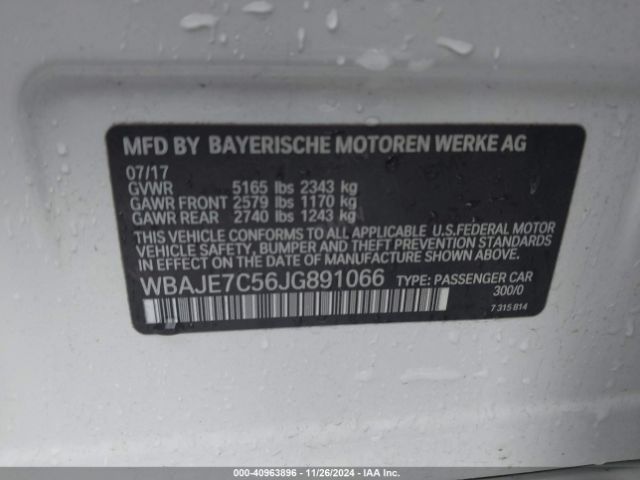 MFD BY BAYERISCHE MOTOREN WERKE AG
07/17
GVWR 5165 lbs 2343 kg
GAWR FRONT 2579 lbs 1170 kg
GAWR REAR 2740 lbs 1243 kg
THIS VEHICLE CONFORMS TO ALL APPLICABLE U.S.FEDERAL MOTOR
VEHICLE SAFETY, BUMPER AND THEFT PREVENTION STANDARDS
IN EFFECT ON THE DATE OF MANUFACTURE SHOWN ABOVE.
WBAJE7C56JG891066 TYPE: PASSENGER CAR
300/0
7 315 814
000-40963896 - 11/26/2024 - IAA Inc.